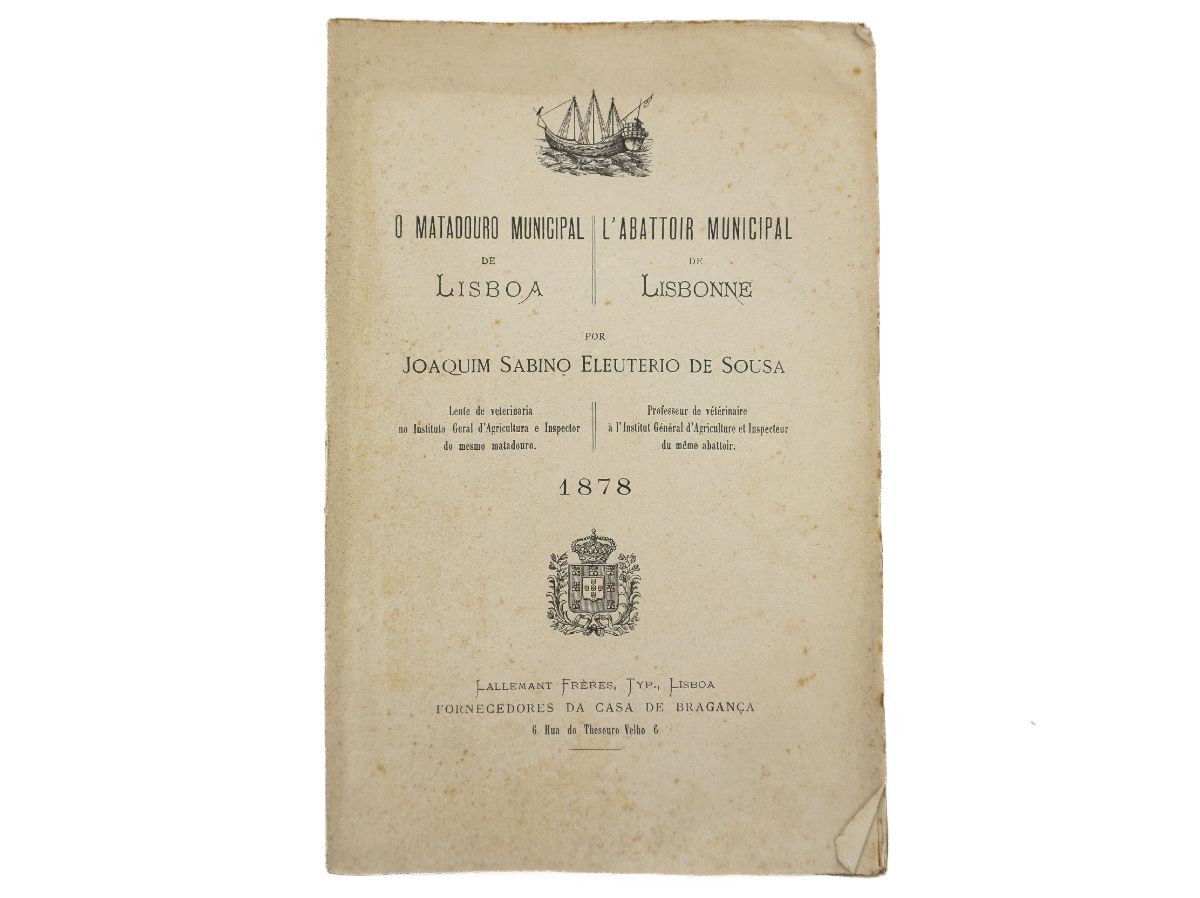 O MATADOURO MUNICIPAL
DE
LISBOA
L'ABATTOIR MUNICIPAL
DE
LISBONNE
POR
JOAQUIM SABINO ELEUTERIO DE SOUSA
Lente de veterinaria
no Instituto Geral d'Agricultura e Inspector
do mesmo matadouro.
Professeur de vétérinaire
à l'Institut Général d'Agriculture et Inspecteur
du même abattoir.
1878
LALLEMANT FRÈRES, TYP., LISBOA
FORNECEDORES DA CASA DE BRAGANÇA
6 Rua do Thesouro Velho 6